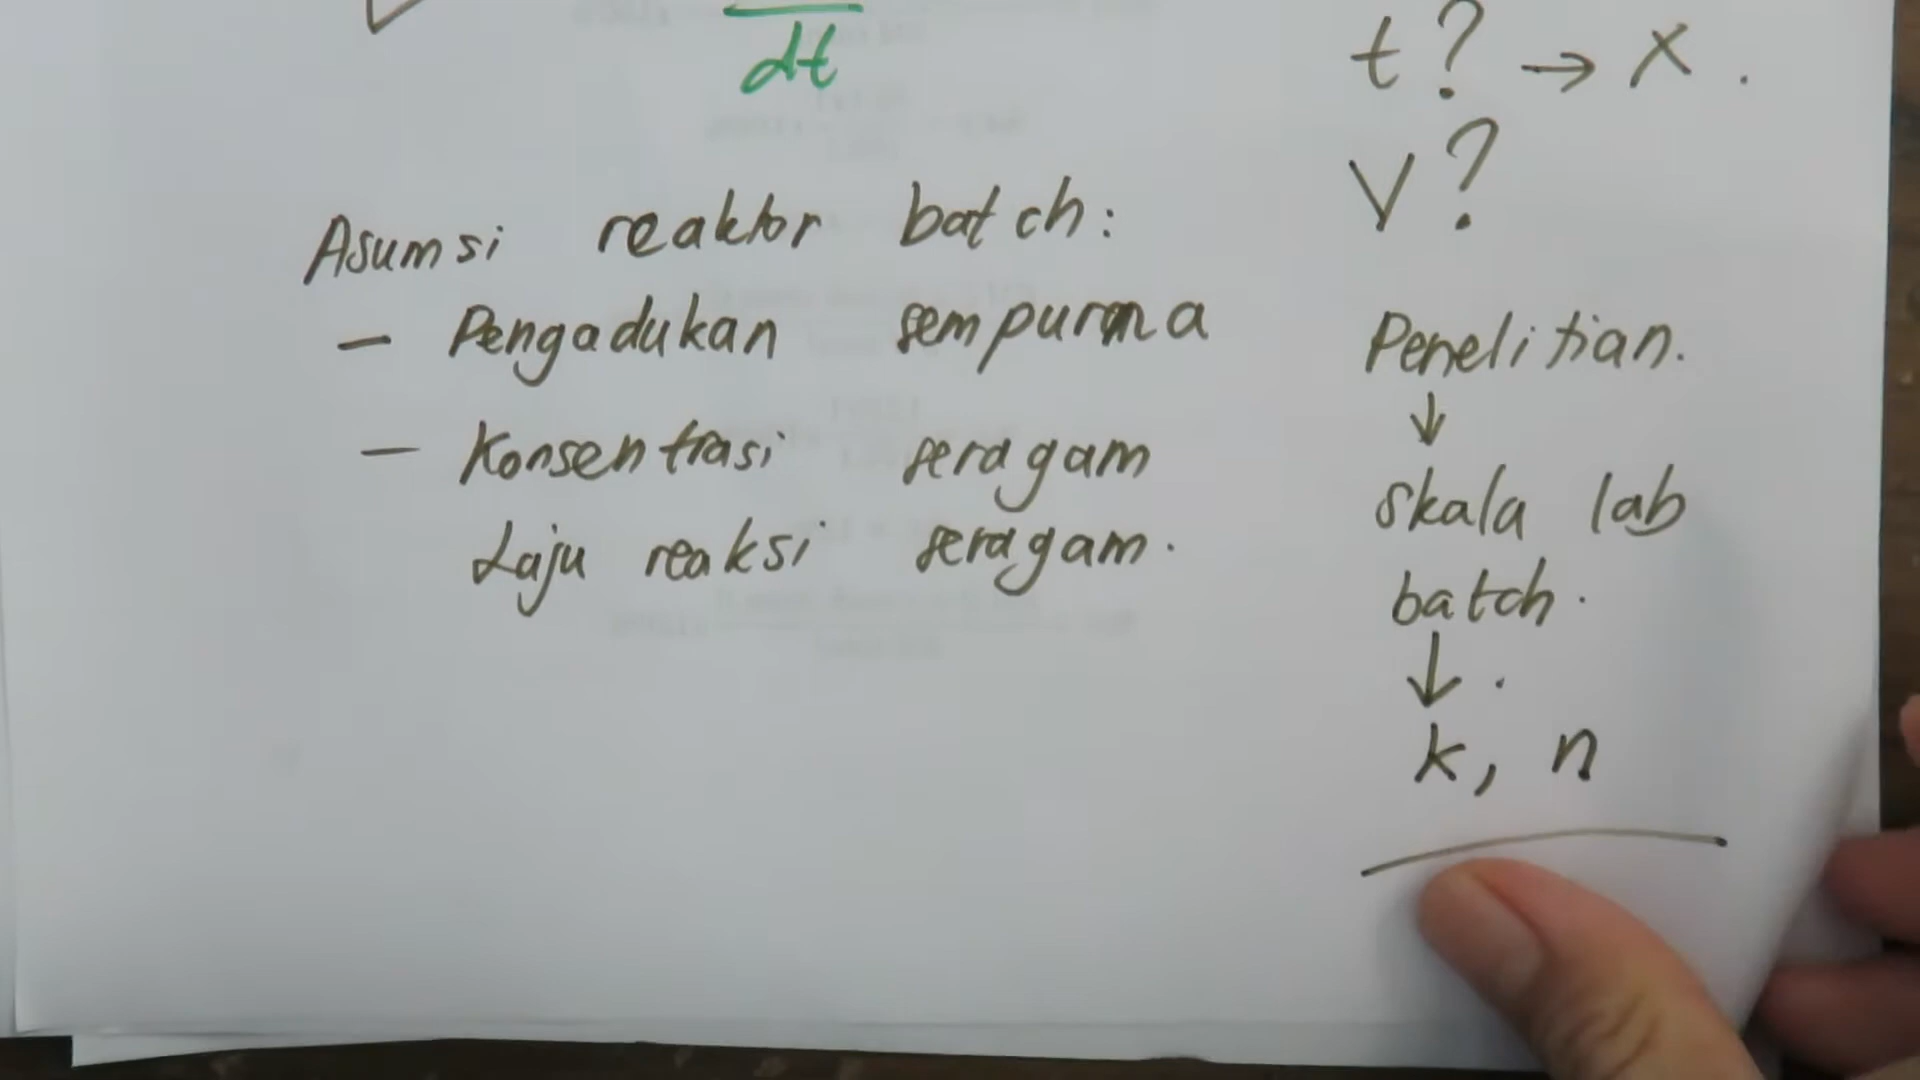 dt
Asumsi reaktor batch:
— Pengadukan sempurna
— Konsentrasi seragam
Laju reaksi seragam.
t? → X.
V?
Penelitian.
↓
skala lab
batch.
↓.
k, n